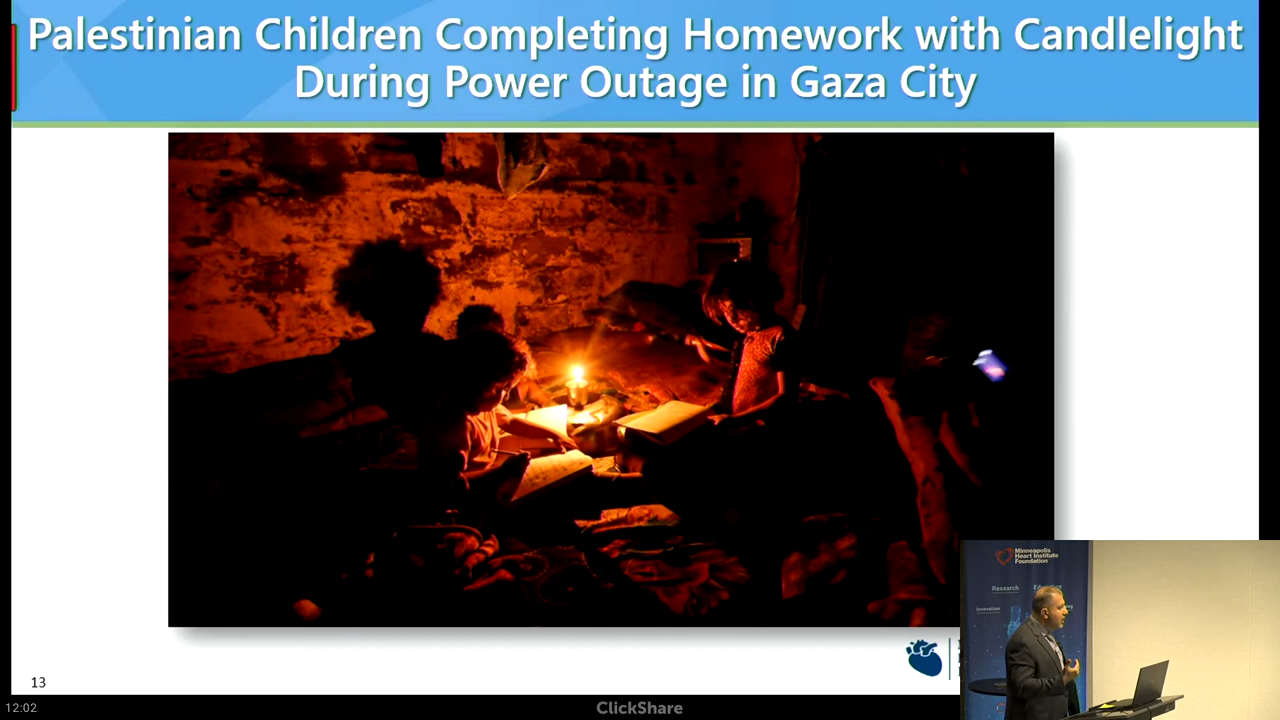 Palestinian Children Completing Homework with Candlelight
During Power Outage in Gaza City
Minneapolis
Heart Institute
Foundation
Research
Education
Innovation
13
12:02
ClickShare